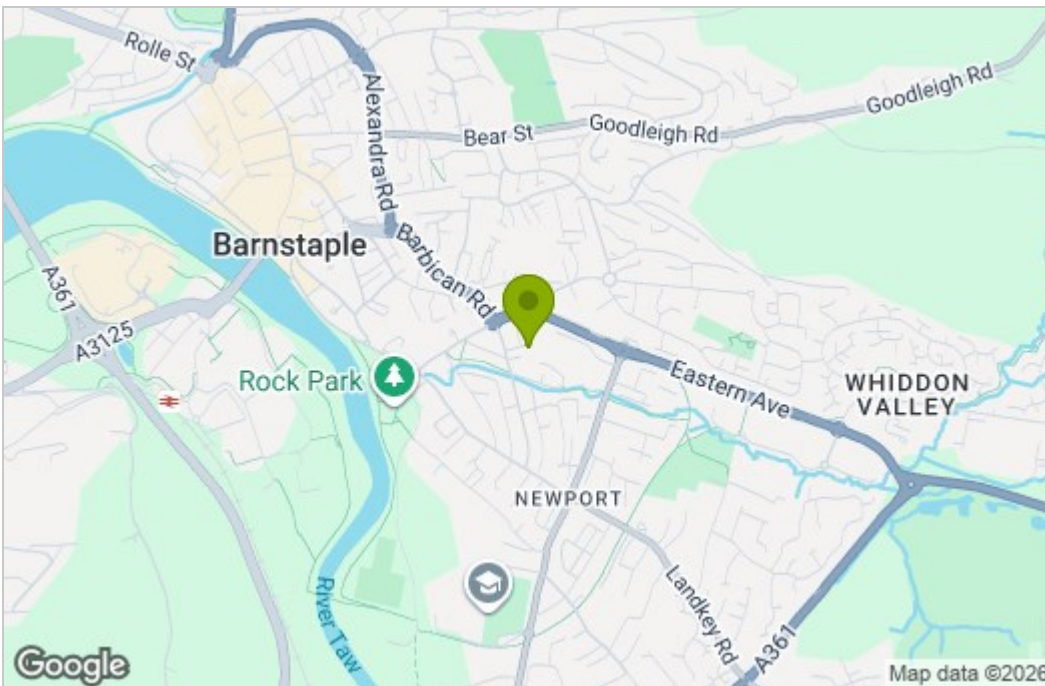 Rolle St
Goodleigh Rd
Bear St
Goodleigh Rd
Alexandra Rd
Barnstaple
Barbican Rd
A361
A3125
Rock Park
Eastern Ave
WHIDDON
VALLEY
NEWPORT
Landkey Rd
River Taw
A361
Google
Map data ©2026